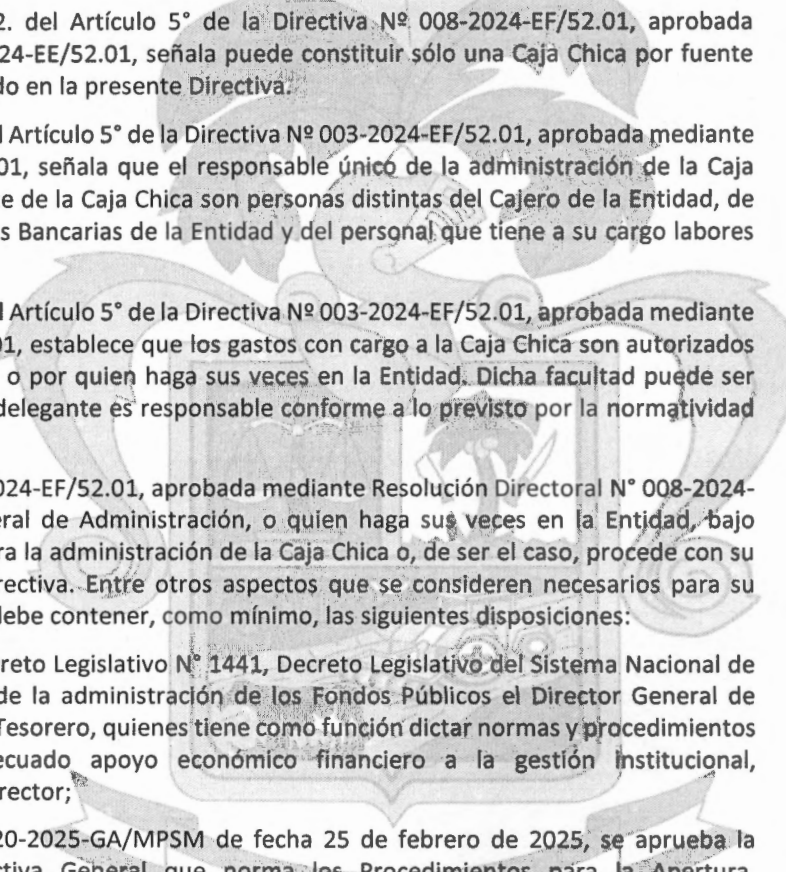 2. del Artículo 5° de la Directiva Nº 008-2024-EF/52.01, aprobada
24-EE/52.01, señala puede constituir sólo una Caja Chica por fuente
do en la presente Directiva.
l Artículo 5° de la Directiva Nº 003-2024-EF/52.01, aprobada mediante
01, señala que el responsable único de la administración de la Caja
e de la Caja Chica son personas distintas del Cajero de la Entidad, de
s Bancarias de la Entidad y del personal que tiene a su cargo labores
l Artículo 5° de la Directiva Nº 003-2024-EF/52.01, aprobada mediante
01, establece que los gastos con cargo a la Caja Chica son autorizados
o por quien haga sus veces en la Entidad. Dicha facultad puede ser
delegante es responsable conforme a lo previsto por la normatividad
024-EF/52.01, aprobada mediante Resolución Directoral N° 008-2024-
eral de Administración, o quien haga sus veces en la Entidad, bajo
ra la administración de la Caja Chica o, de ser el caso, procede con su
rectiva. Entre otros aspectos que se consideren necesarios para su
debe contener, como mínimo, las siguientes disposiciones:
reto Legislativo N° 1441, Decreto Legislativo del Sistema Nacional de
de la administración de los Fondos Públicos el Director General de
Tesorero, quienes tiene como función dictar normas y procedimientos
ecuado apoyo económico financiero a la gestión institucional,
rector;
20-2025-GA/MPSM de fecha 25 de febrero de 2025, se aprueba la
ctiva General que norma los Procedimientos para la Apertura,